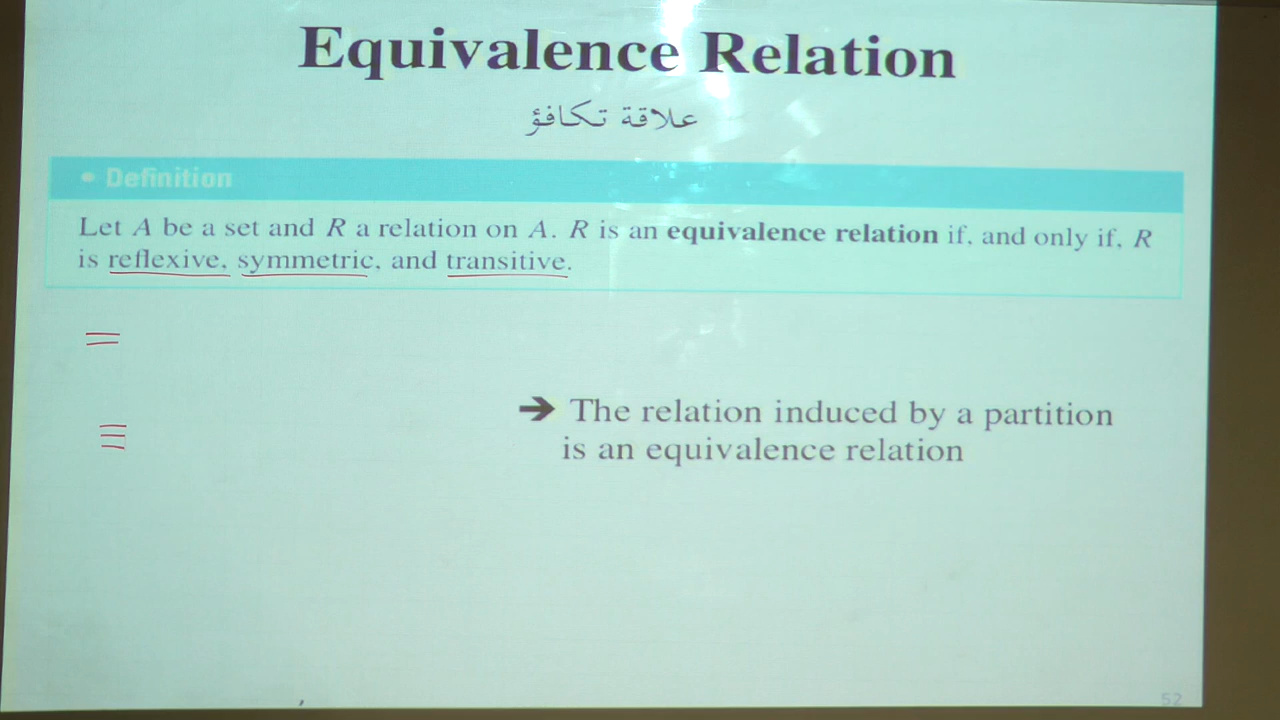 Equivalence Relation
علاقة تكافؤ
• Definition
Let A be a set and R a relation on A. R is an equivalence relation if, and only if, R
is reflexive, symmetric, and transitive.
=
≡
➔ The relation induced by a partition
is an equivalence relation
52